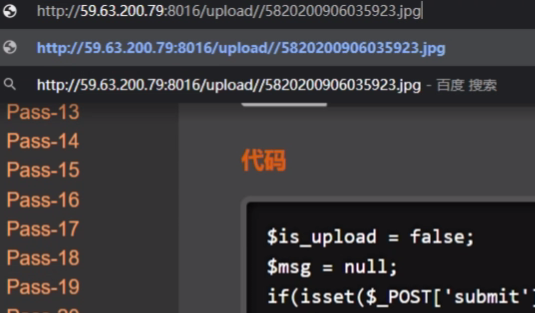 http://59.63.200.79:8016/upload//5820200906035923.jpg
http://59.63.200.79:8016/upload//5820200906035923.jpg
http://59.63.200.79:8016/upload//5820200906035923.jpg - 百度 搜索
Pass-13
Pass-14
Pass-15
Pass-16
Pass-17
Pass-18
Pass-19
代码
$is_upload = false;
$msg = null;
if(isset($_POST['submit']